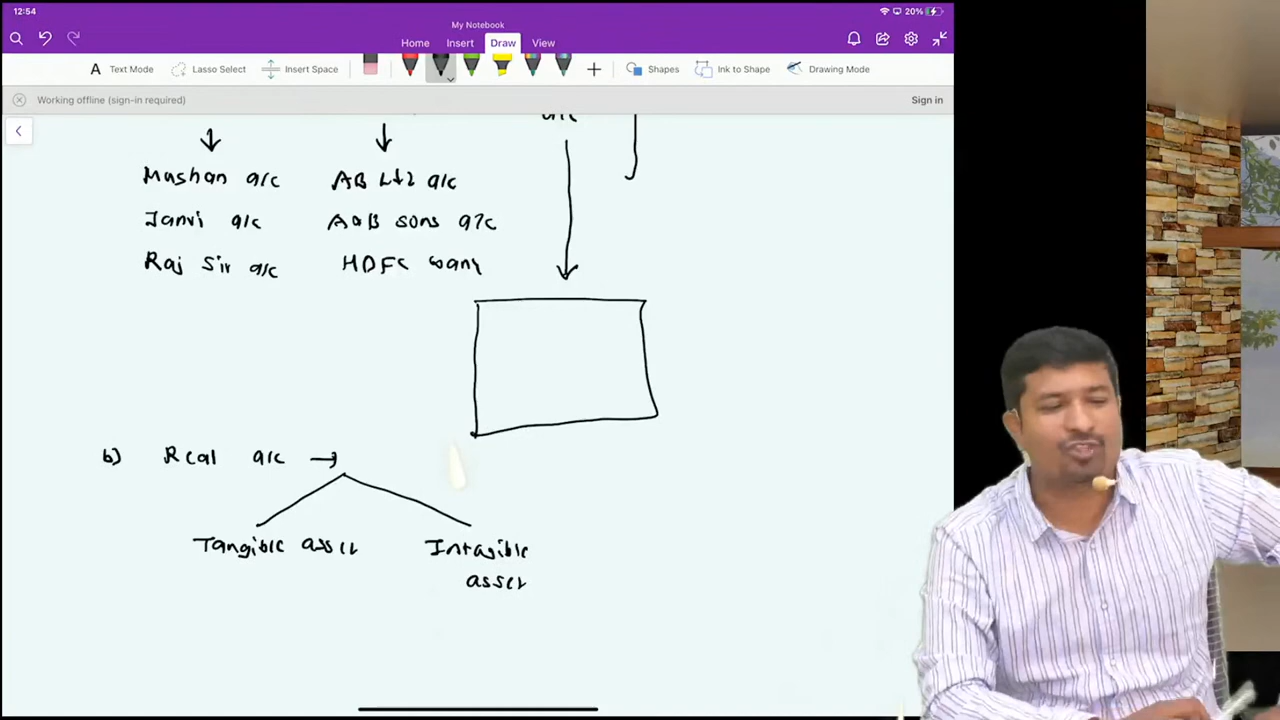 12:54
20%
My Notebook
Home Insert Draw View
Text Mode Lasso Select Insert Space Shapes Ink to Shape Drawing Mode
Working offline (sign-in required) Sign in
a/c
Mushan a/c AB Ltd a/c
Janvi a/c A&B sons a/c
Raj Sir a/c HDFC Bank
b) Real a/c →
Tangible asset Intagible
asset